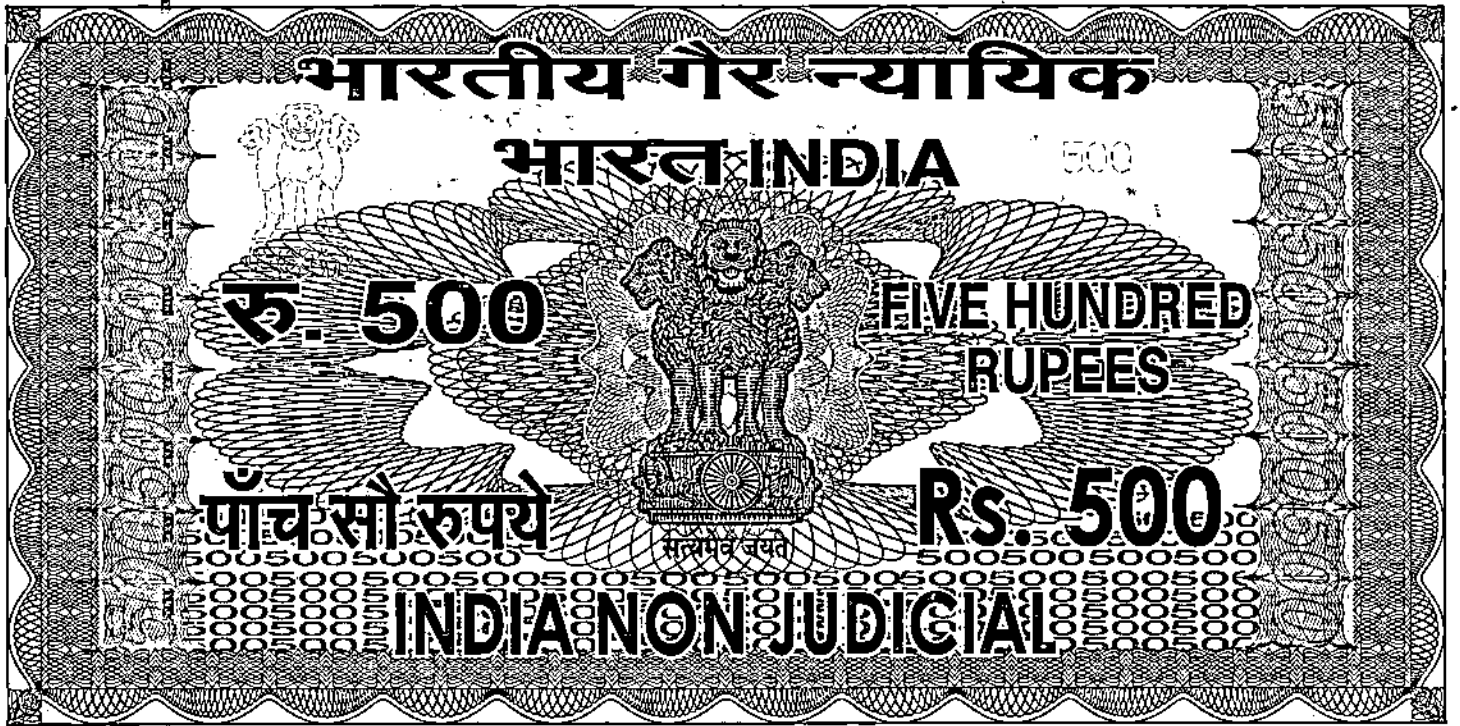 भारतीय गैर न्यायिक
भारत INDIA
500
रु. 500
FIVE HUNDRED
RUPEES
पाँच सौ रुपये
Rs. 500
सत्यमेव जयते
INDIA NON JUDICIAL